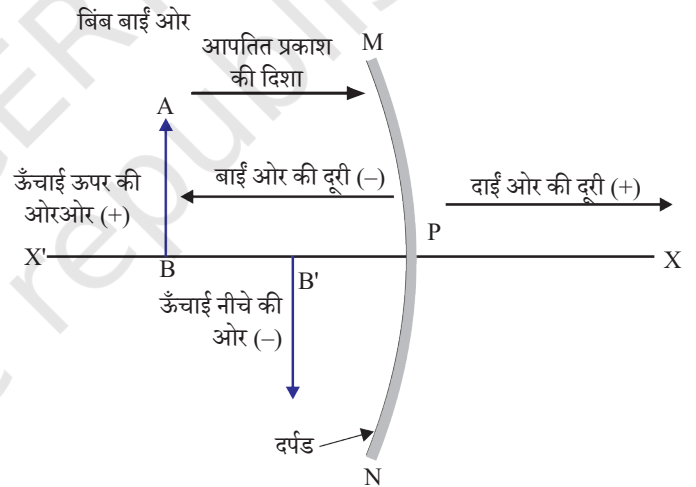 बिंब बाईं ओर
आपतित प्रकाश
की दिशा
M
A
ऊँचाई ऊपर की
ओरओर (+)
बाईं ओर की दूरी (–)
दाईं ओर की दूरी (+)
P
X'
B
B'
X
ऊँचाई नीचे की
ओर (–)
दर्पड
N